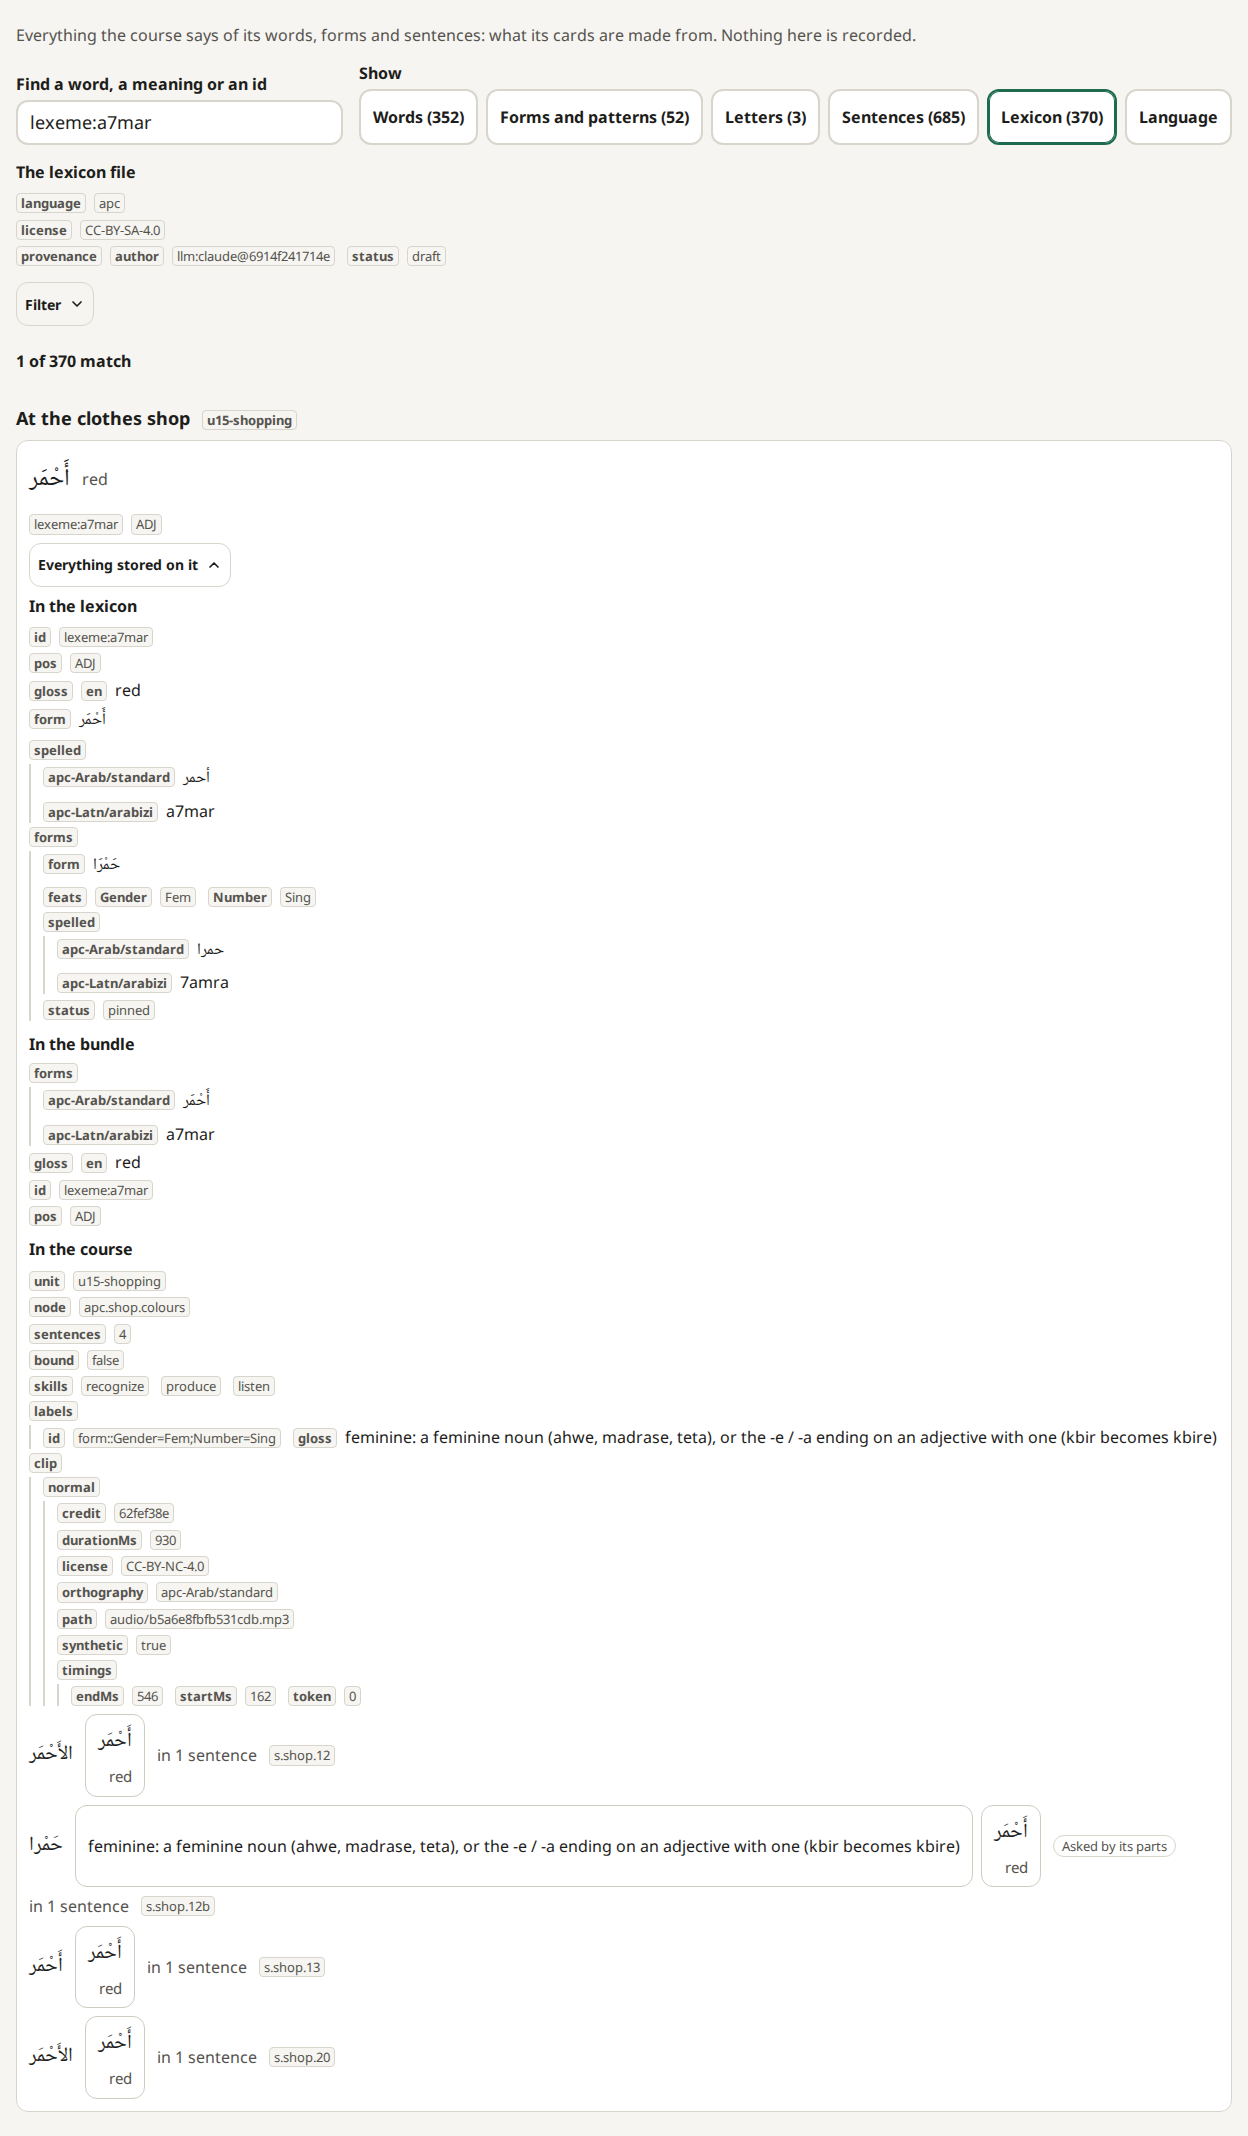 Everything the course says of its words, forms and sentences: what its cards are made from. Nothing here is recorded.
Find a word, a meaning or an id
Show
lexeme:a7mar
Words (352) Forms and patterns (52) Letters (3) Sentences (685) Lexicon (370) Language
The lexicon file
language apc
license CC-BY-SA-4.0
provenance author llm:claude@6914f241714e status draft
Filter
1 of 370 match
At the clothes shop u15-shopping
أَحْمَر red
lexeme:a7mar ADJ
Everything stored on it
In the lexicon
id lexeme:a7mar
pos ADJ
gloss en red
form أَحْمَر
spelled
apc-Arab/standard أحمر
apc-Latn/arabizi a7mar
forms
form حَمْرَا
feats Gender Fem Number Sing
spelled
apc-Arab/standard حمرا
apc-Latn/arabizi 7amra
status pinned
In the bundle
forms
apc-Arab/standard أَحْمَر
apc-Latn/arabizi a7mar
gloss en red
id lexeme:a7mar
pos ADJ
In the course
unit u15-shopping
node apc.shop.colours
sentences 4
bound false
skills recognize produce listen
labels
id form::Gender=Fem;Number=Sing gloss feminine: a feminine noun (ahwe, madrase, teta), or the -e / -a ending on an adjective with one (kbir becomes kbire)
clip
normal
credit 62fef38e
durationMs 930
license CC-BY-NC-4.0
orthography apc-Arab/standard
path audio/b5a6e8fbfb531cdb.mp3
synthetic true
timings
endMs 546 startMs 162 token 0
الأَحْمَر أَحْمَر in 1 sentence s.shop.12
red
حَمْرا feminine: a feminine noun (ahwe, madrase, teta), or the -e / -a ending on an adjective with one (kbir becomes kbire) أَحْمَر Asked by its parts
red
in 1 sentence s.shop.12b
أَحْمَر أَحْمَر in 1 sentence s.shop.13
red
الأَحْمَر أَحْمَر in 1 sentence s.shop.20
red